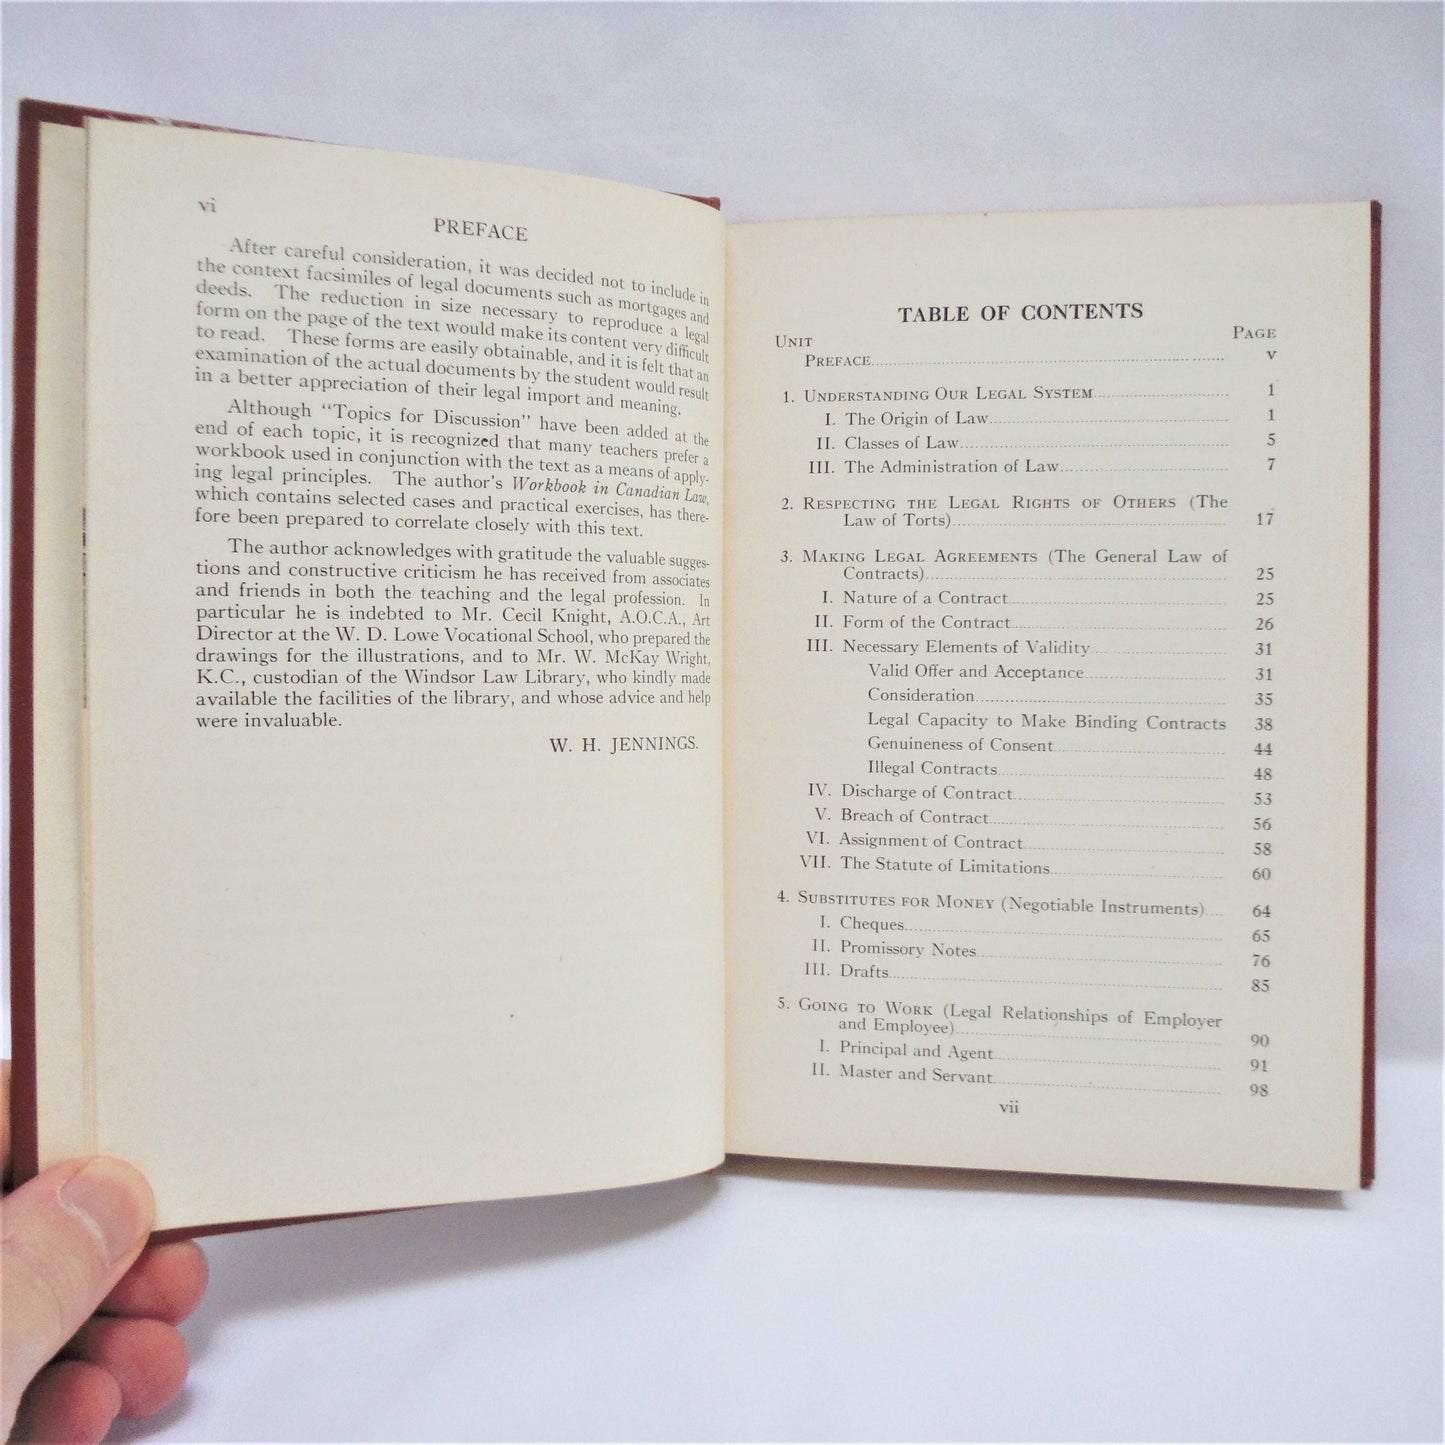 vi
PREFACE
After careful consideration, it was decided not to include in
the context facsimiles of legal documents such as mortgages and
deeds. The reduction in size necessary to reproduce a legal
form on the page of the text would make its content very difficult
to read. These forms are easily obtainable, and it is felt that an
examination of the actual documents by the student would result
in a better appreciation of their legal import and meaning.
Although "Topics for Discussion" have been added at the
end of each topic, it is recognized that many teachers prefer a
workbook used in conjunction with the text as a means of apply-
ing legal principles. The author's Workbook in Canadian Law,
which contains selected cases and practical exercises, has there-
fore been prepared to correlate closely with this text.
The author acknowledges with gratitude the valuable sugges-
tions and constructive criticism he has received from associates
and friends in both the teaching and the legal profession. In
particular he is indebted to Mr. Cecil Knight, A.O.C.A., Art
Director at the W. D. Lowe Vocational School, who prepared the
drawings for the illustrations, and to Mr. W. McKay Wright,
K.C., custodian of the Windsor Law Library, who kindly made
available the facilities of the library, and whose advice and help
were invaluable.
W. H. JENNINGS.
TABLE OF CONTENTS
UNIT PAGE
PREFACE v
1. UNDERSTANDING OUR LEGAL SYSTEM 1
I. The Origin of Law 1
II. Classes of Law 5
III. The Administration of Law 7
2. RESPECTING THE LEGAL RIGHTS OF OTHERS (The
Law of Torts) 17
3. MAKING LEGAL AGREEMENTS (The General Law of
Contracts) 25
I. Nature of a Contract 25
II. Form of the Contract 26
III. Necessary Elements of Validity 31
Valid Offer and Acceptance 31
Consideration 35
Legal Capacity to Make Binding Contracts 38
Genuineness of Consent 44
Illegal Contracts 48
IV. Discharge of Contract 53
V. Breach of Contract 56
VI. Assignment of Contract 58
VII. The Statute of Limitations 60
4. SUBSTITUTES FOR MONEY (Negotiable Instruments) 64
I. Cheques 65
II. Promissory Notes 76
III. Drafts 85
5. GOING TO WORK (Legal Relationships of Employer
and Employee) 90
I. Principal and Agent 91
II. Master and Servant 98
vii